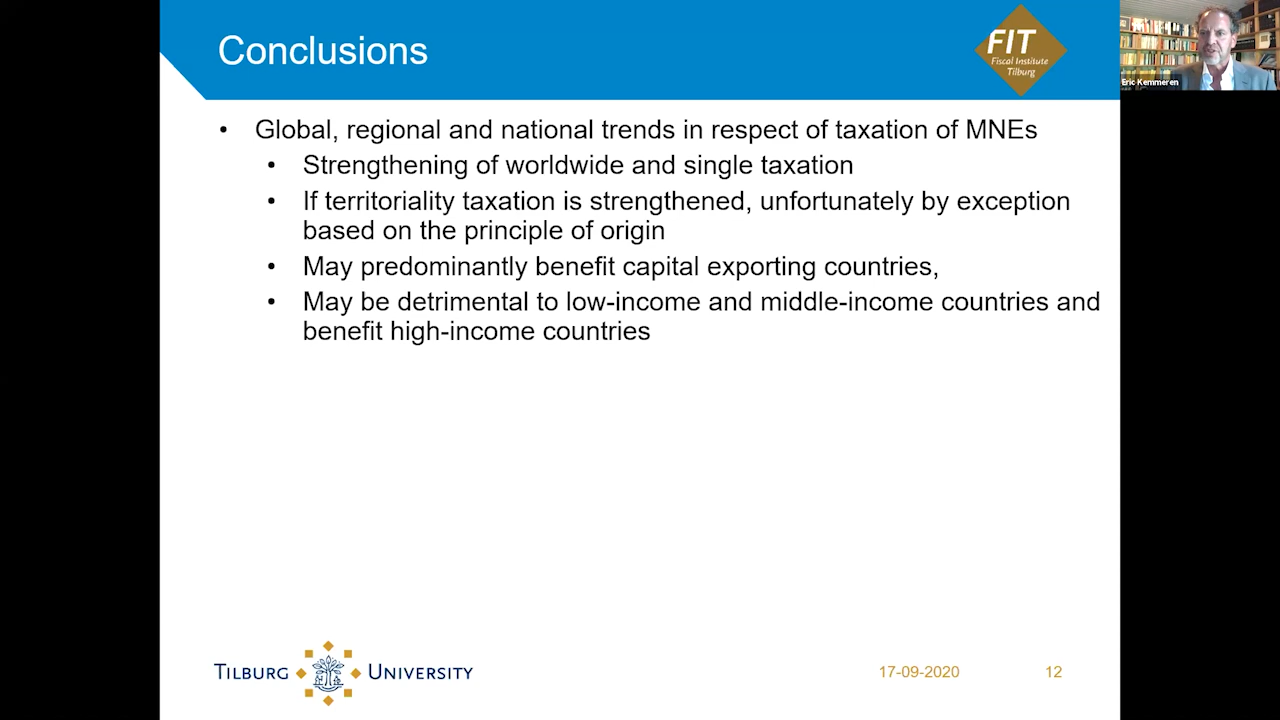 Conclusions
FIT
Fiscal Institute
Tilburg
Eric Kemmeren
• Global, regional and national trends in respect of taxation of MNEs
• Strengthening of worldwide and single taxation
• If territoriality taxation is strengthened, unfortunately by exception
based on the principle of origin
• May predominantly benefit capital exporting countries,
• May be detrimental to low-income and middle-income countries and
benefit high-income countries
TILBURG UNIVERSITY
17-09-2020
12